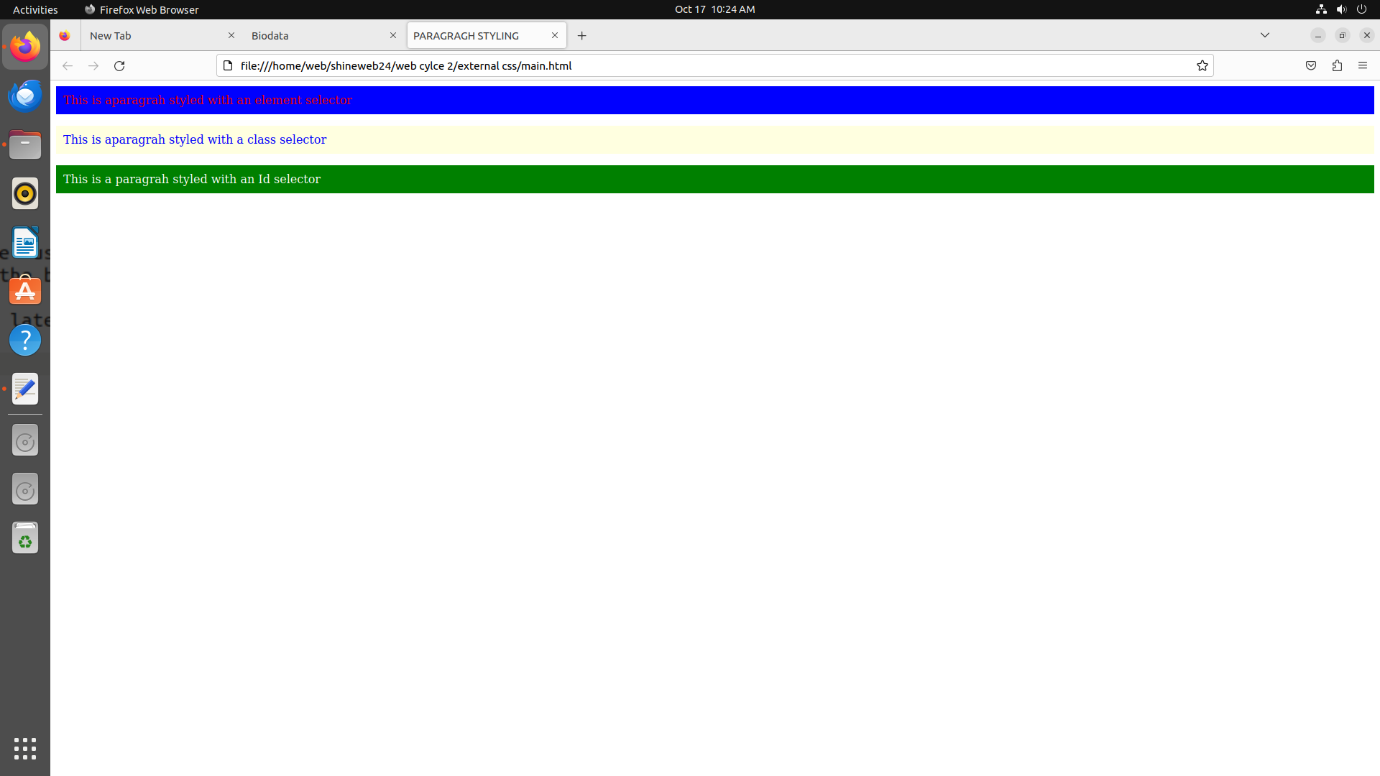 Activities Firefox Web Browser Oct 17 10:24 AM
New Tab Biodata PARAGRAGH STYLING
file:///home/web/shineweb24/web cylce 2/external css/main.html
This is aparagrah styled with an element selector
This is aparagrah styled with a class selector
This is a paragrah styled with an Id selector
the b
late